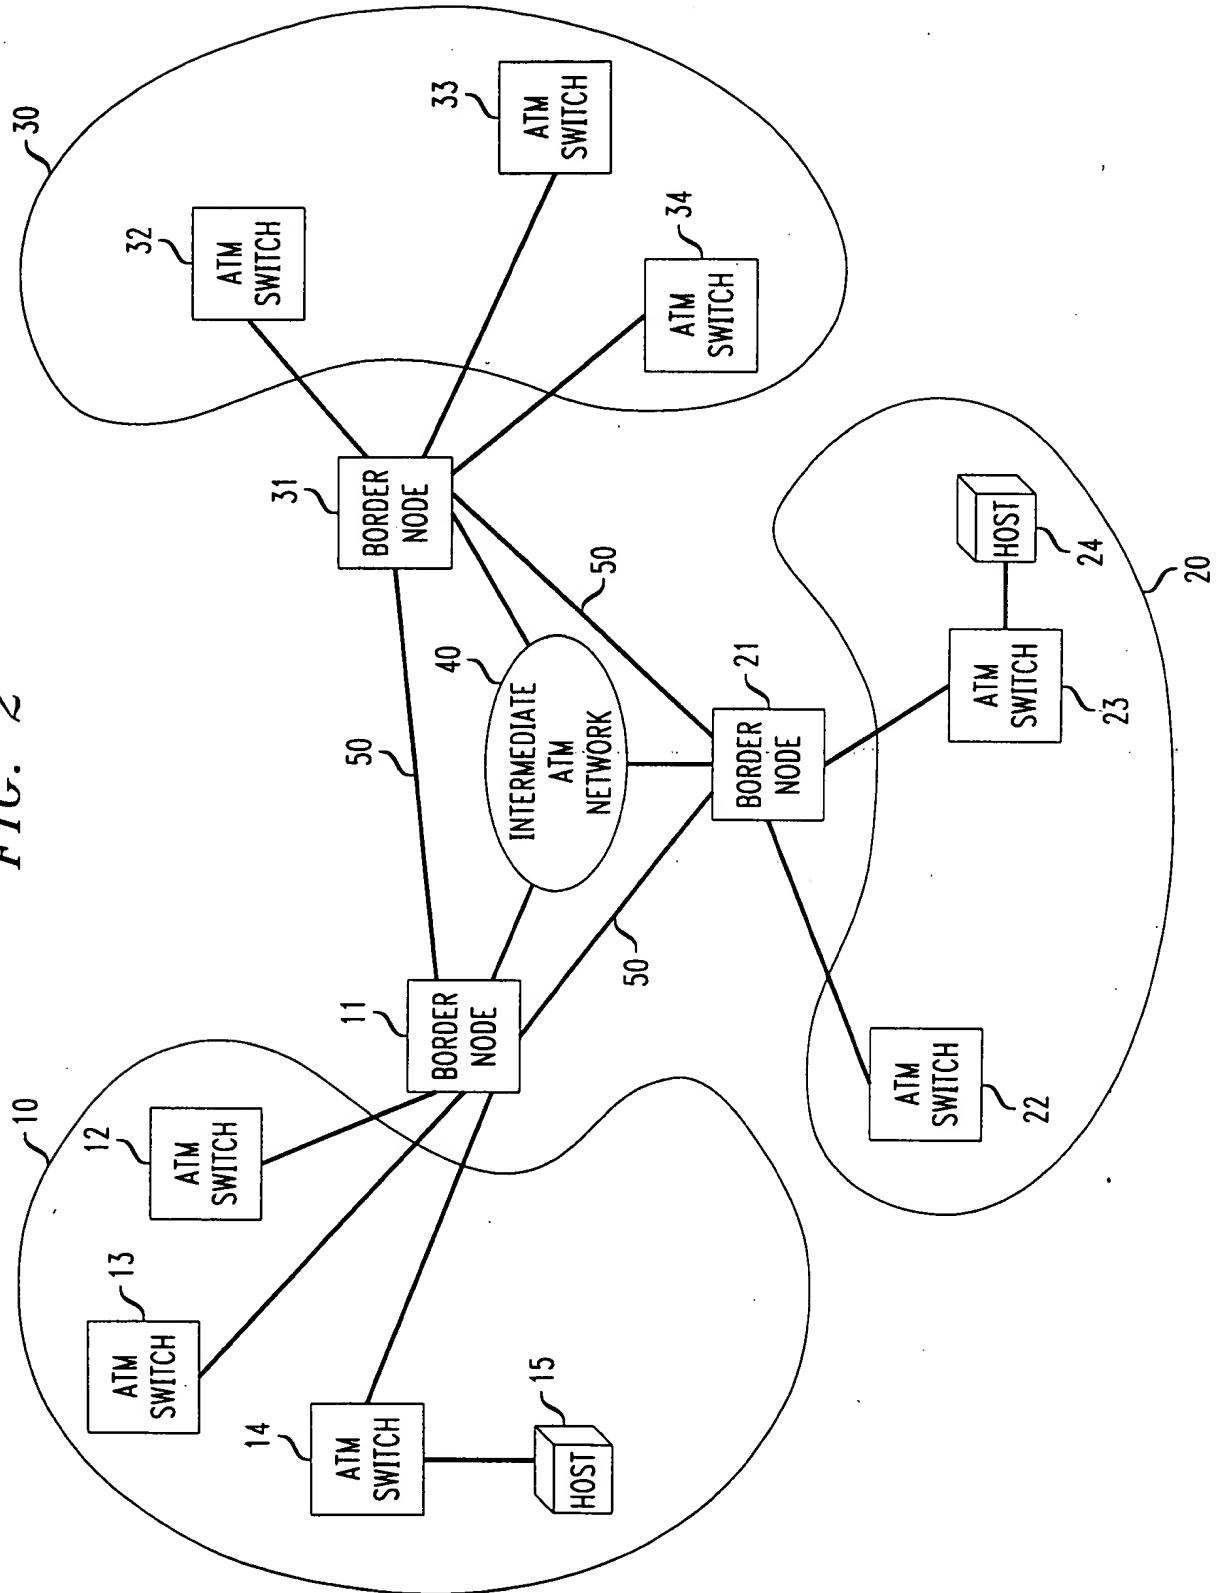 FIG. 2
10
12
ATM
SWITCH
13
ATM
SWITCH
14
ATM
SWITCH
15
HOST
11
BORDER
NODE
50
50
50
40
INTERMEDIATE
ATM
NETWORK
31
BORDER
NODE
30
32
ATM
SWITCH
33
ATM
SWITCH
34
ATM
SWITCH
21
BORDER
NODE
22
ATM
SWITCH
23
ATM
SWITCH
HOST
24
20